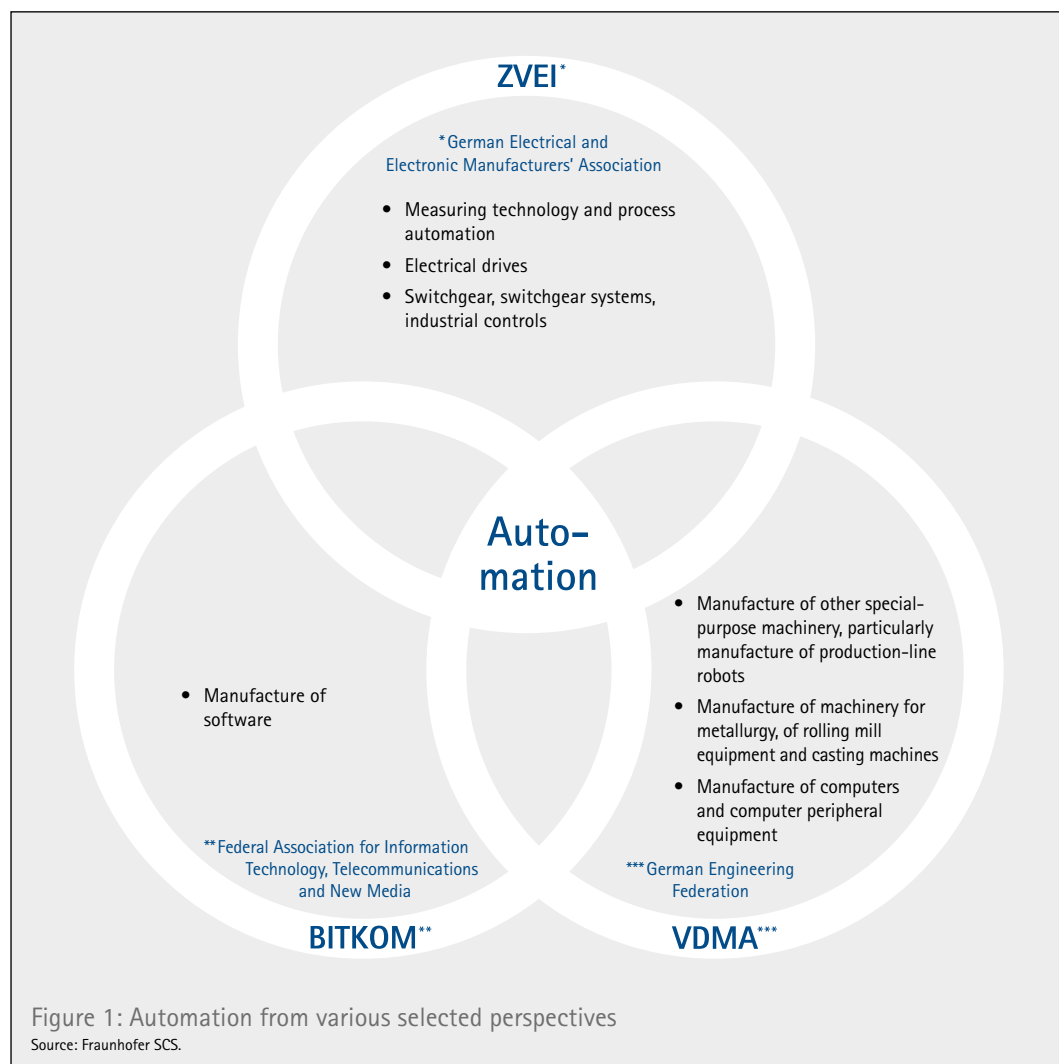 ZVEI*
*German Electrical and
Electronic Manufacturers' Association
• Measuring technology and process
automation
• Electrical drives
• Switchgear, switchgear systems,
industrial controls
Auto-
mation
• Manufacture of
software
**Federal Association for Information
Technology, Telecommunications
and New Media
BITKOM**
• Manufacture of other special-
purpose machinery, particularly
manufacture of production-line
robots
• Manufacture of machinery for
metallurgy, of rolling mill
equipment and casting machines
• Manufacture of computers
and computer peripheral
equipment
***German Engineering
Federation
VDMA***
Figure 1: Automation from various selected perspectives
Source: Fraunhofer SCS.